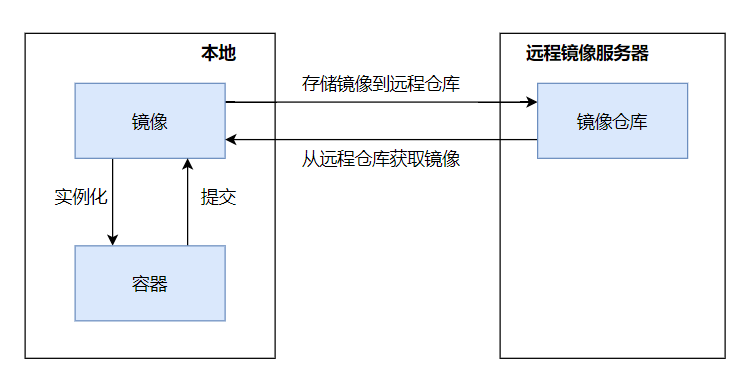 本地
远程镜像服务器
存储镜像到远程仓库
镜像
镜像仓库
从远程仓库获取镜像
实例化
提交
容器